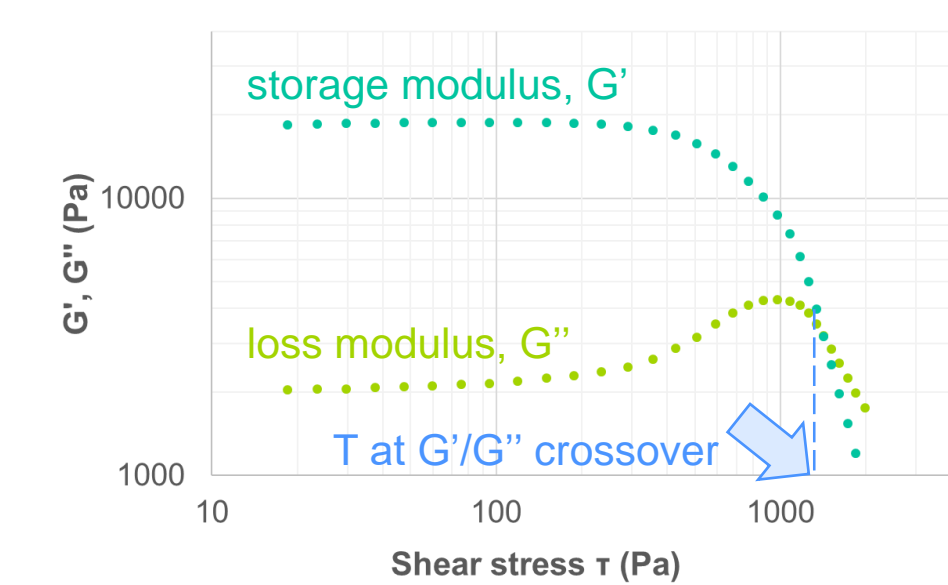 storage modulus, G’
10000
G', G'' (Pa)
loss modulus, G’’
T at G’/G’’ crossover
1000
10
100
1000
Shear stress τ (Pa)